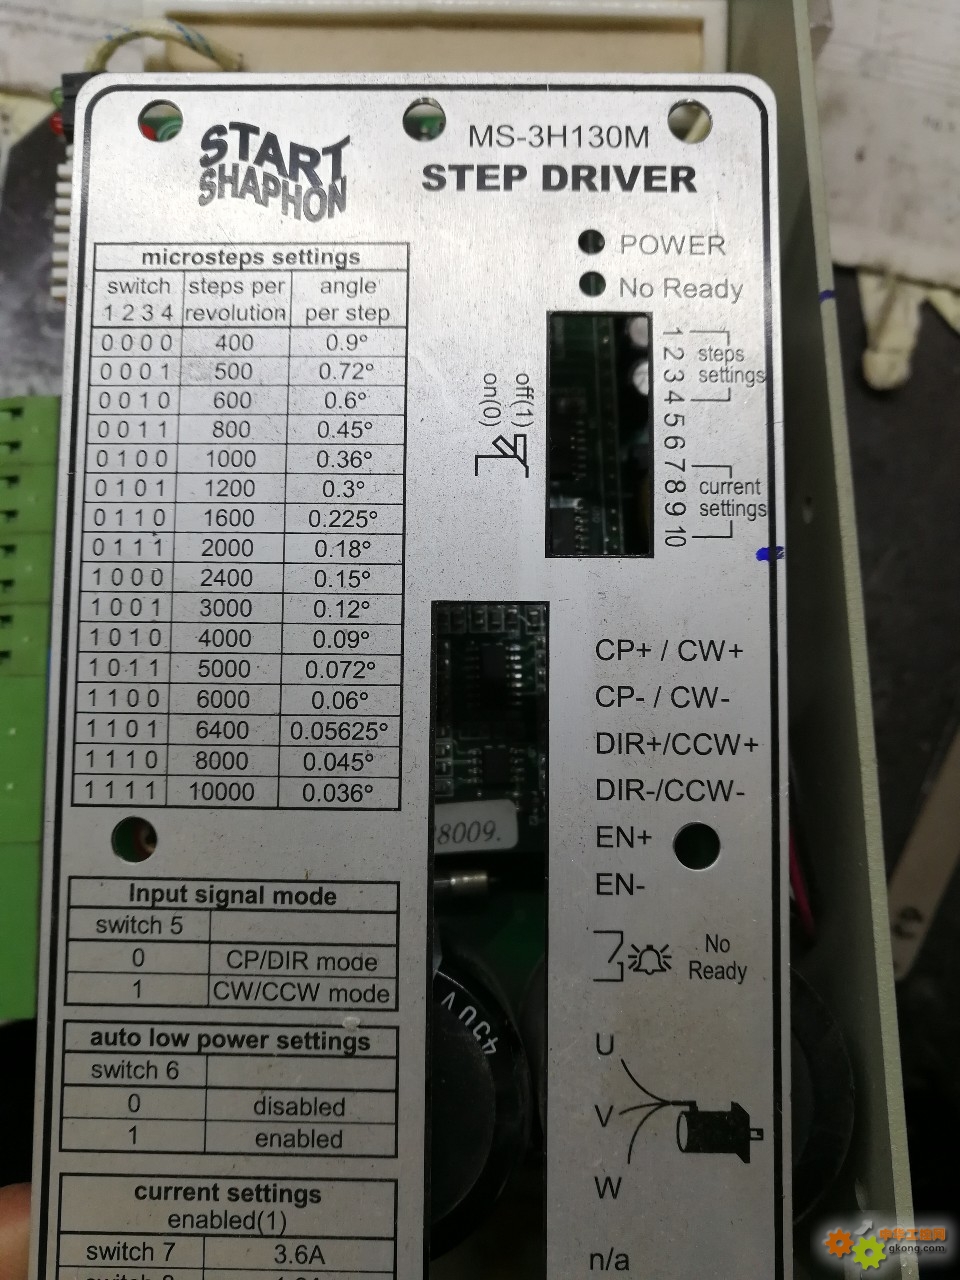 START
SHAPHON
MS-3H130M
STEP DRIVER
POWER
No Ready
microsteps settings
switch steps per angle
1 2 3 4 revolution per step
0 0 0 0 400 0.9°
0 0 0 1 500 0.72°
0 0 1 0 600 0.6°
0 0 1 1 800 0.45°
0 1 0 0 1000 0.36°
0 1 0 1 1200 0.3°
0 1 1 0 1600 0.225°
0 1 1 1 2000 0.18°
1 0 0 0 2400 0.15°
1 0 0 1 3000 0.12°
1 0 1 0 4000 0.09°
1 0 1 1 5000 0.072°
1 1 0 0 6000 0.06°
1 1 0 1 6400 0.05625°
1 1 1 0 8000 0.045°
1 1 1 1 10000 0.036°
off(1)
on(0)
1 2 3 4 5 6 7 8 9 10
steps
settings
current
settings
CP+ / CW+
CP- / CW-
DIR+/CCW+
DIR-/CCW-
EN+
EN-
No
Ready
U
V
W
n/a
8009.
450V
Input signal mode
switch 5
0 CP/DIR mode
1 CW/CCW mode
auto low power settings
switch 6
0 disabled
1 enabled
current settings
enabled(1)
switch 7 3.6A
gkong.com